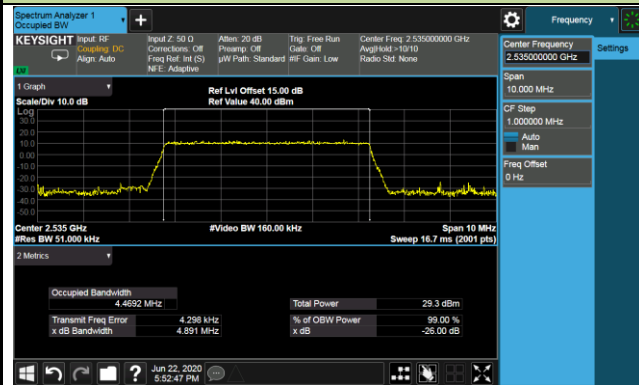 Spectrum Analyzer 1
Occupied BW
Frequency
KEYSIGHT
Input: RF
Coupling: DC
Align: Auto
Input Z: 50 Ω
Corrections: Off
Freq Ref: Int (S)
NFE: Adaptive
Atten: 20 dB
Preamp: Off
µW Path: Standard
Trig: Free Run
Gate: Off
#IF Gain: Low
Center Freq: 2.535000000 GHz
Avg|Hold:>10/10
Radio Std: None
Center Frequency
2.535000000 GHz
Settings
Span
10.000 MHz
CF Step
1.000000 MHz
Auto
Man
Freq Offset
0 Hz
1 Graph
Scale/Div 10.0 dB
Ref Lvl Offset 15.00 dB
Ref Value 40.00 dBm
Log
30.0
20.0
10.0
0.00
-10.0
-20.0
-30.0
-40.0
-50.0
Center 2.535 GHz
#Res BW 51.000 kHz
#Video BW 160.00 kHz
Span 10 MHz
Sweep 16.7 ms (2001 pts)
2 Metrics
Occupied Bandwidth
4.4692 MHz
Total Power
29.3 dBm
Transmit Freq Error
4.298 kHz
% of OBW Power
99.00 %
x dB Bandwidth
4.891 MHz
x dB
-26.00 dB
?
Jun 22, 2020
5:52:47 PM